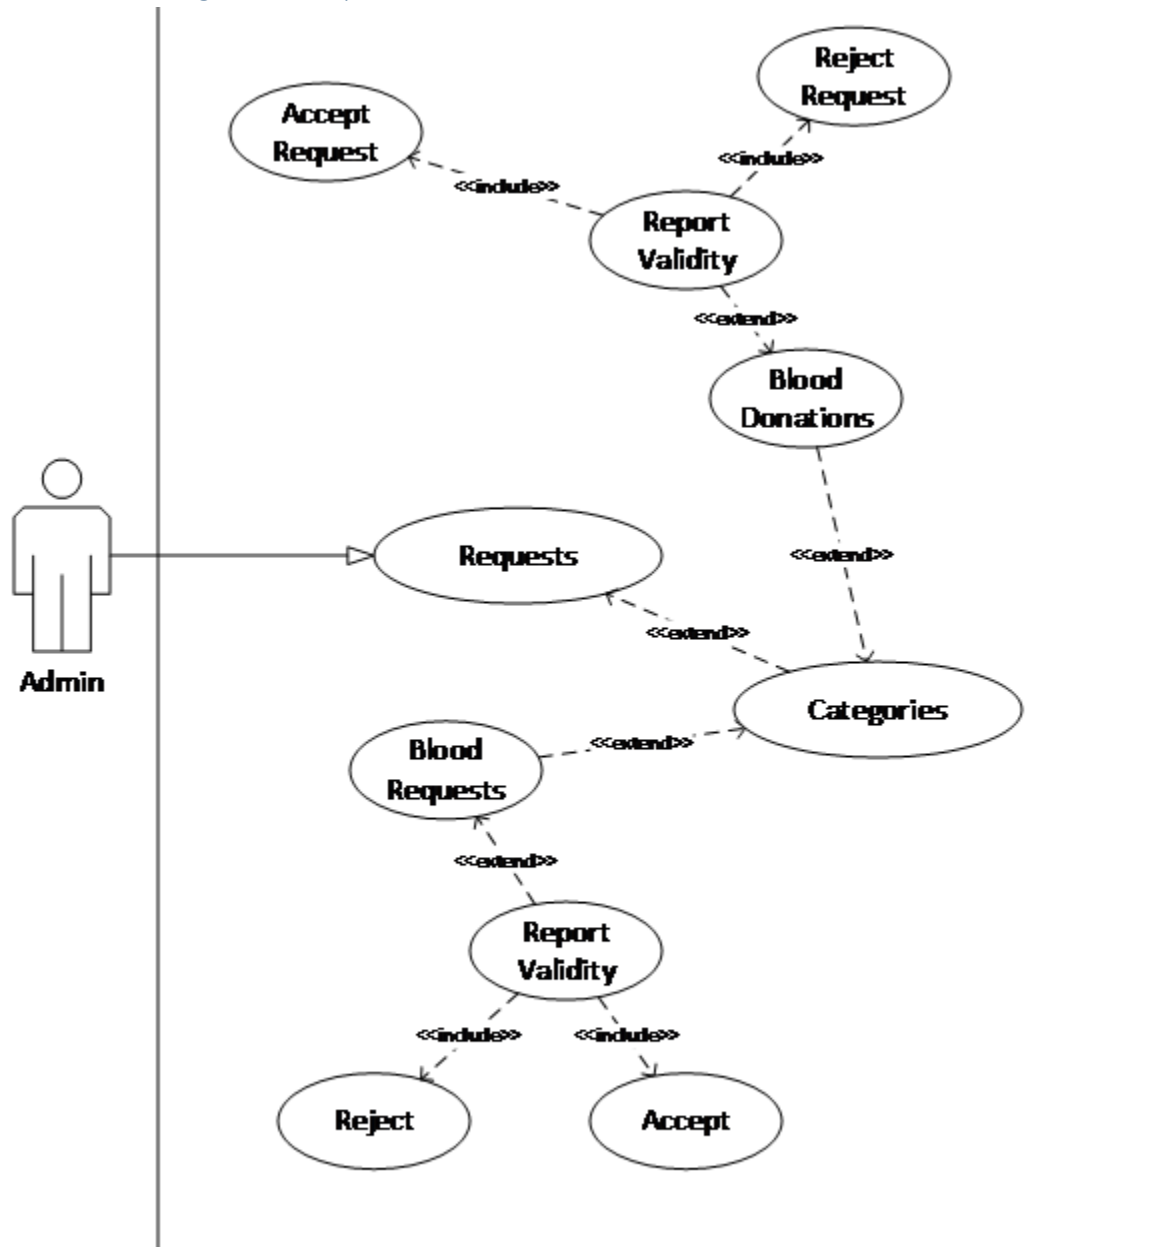 Reject
Request
Accept
Request
<<include>>
<<include>>
Report
Validity
<<extend>>
Blood
Donations
<<extend>>
Requests
<<extend>>
Admin
Categories
Blood
Requests
<<extend>>
<<extend>>
Report
Validity
<<include>>
<<include>>
Reject
Accept